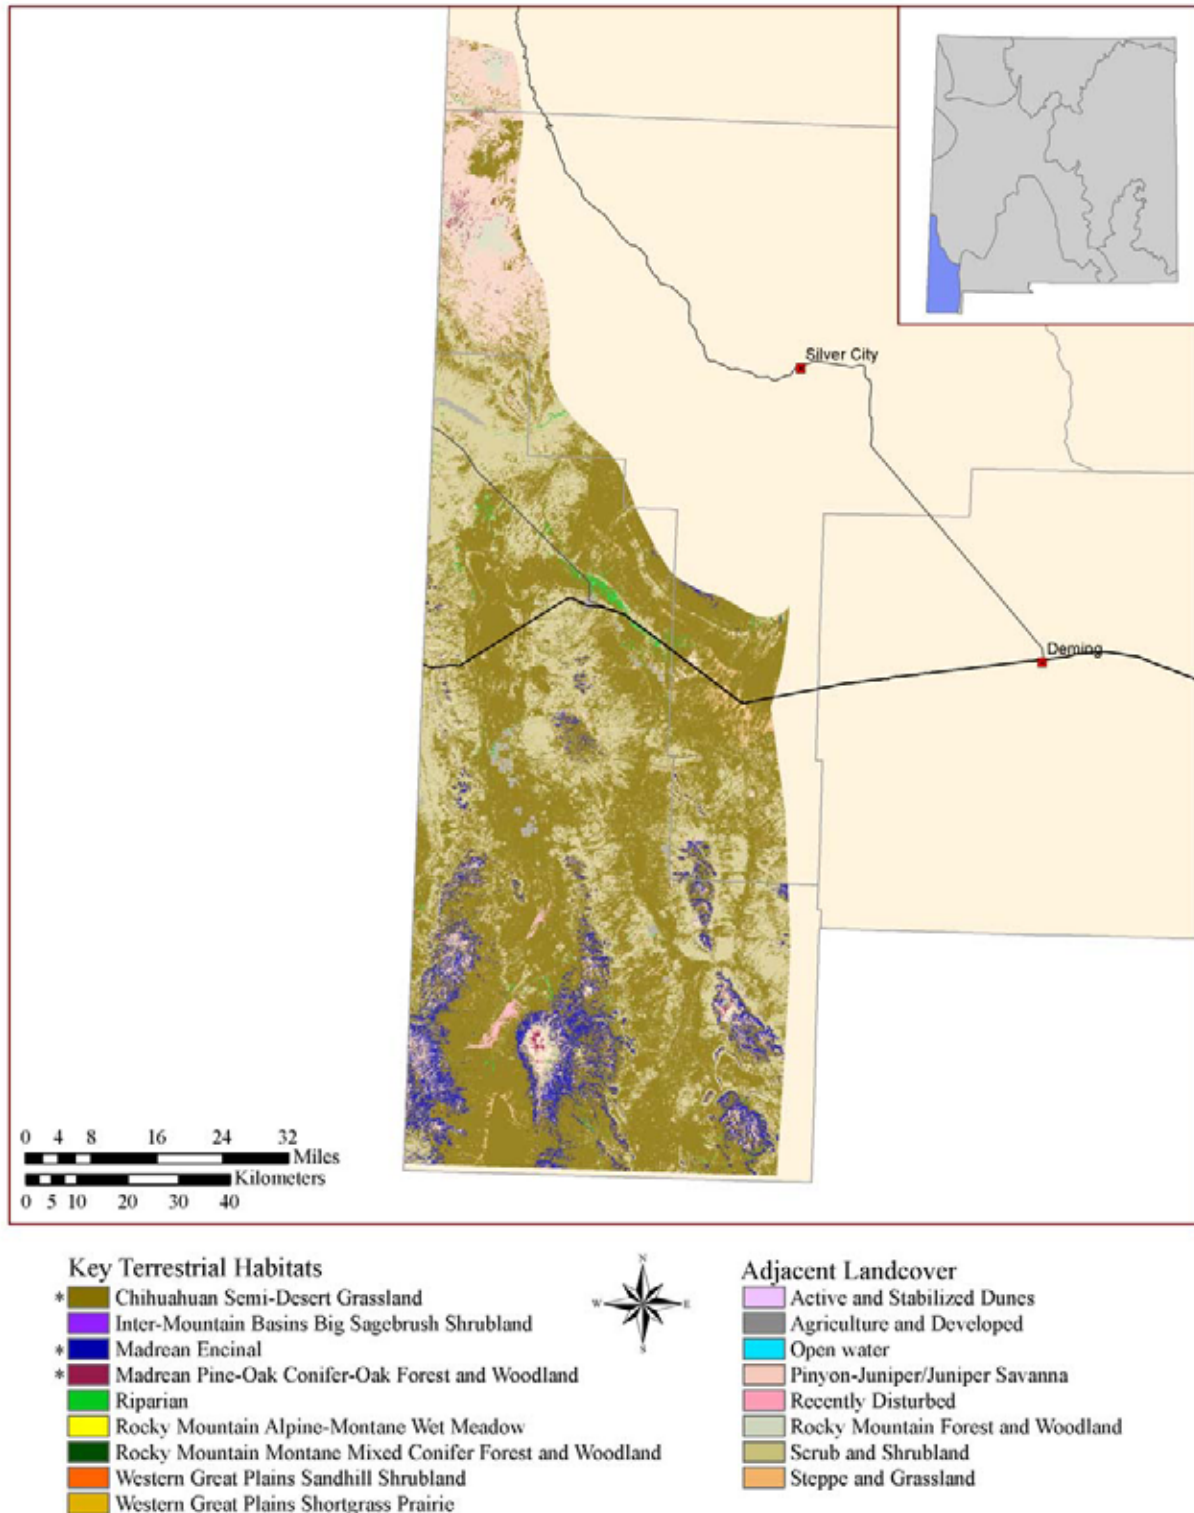 Silver City
Deming
0 4 8 16 24 32
Miles
Kilometers
0 5 10 20 30 40
Key Terrestrial Habitats
* Chihuahuan Semi-Desert Grassland
Inter-Mountain Basins Big Sagebrush Shrubland
* Madrean Encinal
* Madrean Pine-Oak Conifer-Oak Forest and Woodland
Riparian
Rocky Mountain Alpine-Montane Wet Meadow
Rocky Mountain Montane Mixed Conifer Forest and Woodland
Western Great Plains Sandhill Shrubland
Western Great Plains Shortgrass Prairie
N
W E
S
Adjacent Landcover
Active and Stabilized Dunes
Agriculture and Developed
Open water
Pinyon-Juniper/Juniper Savanna
Recently Disturbed
Rocky Mountain Forest and Woodland
Scrub and Shrubland
Steppe and Grassland